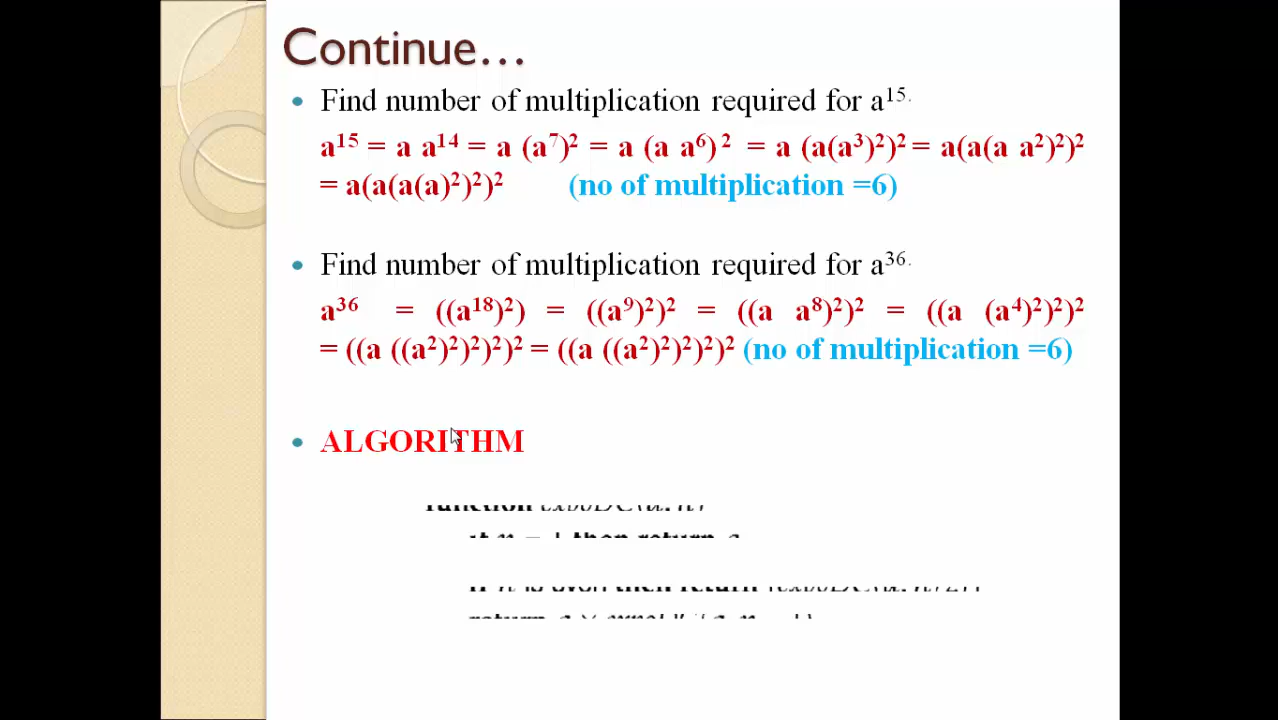 Continue…
Find number of multiplication required for a¹⁵.
a¹⁵ = a a¹⁴ = a (a⁷)² = a (a a⁶)² = a (a(a³)²)² = a(a(a a²)²)²
= a(a(a(a)²)²)² (no of multiplication =6)
Find number of multiplication required for a³⁶.
a³⁶ = ((a¹⁸)²) = ((a⁹)²)² = ((a a⁸)²)² = ((a (a⁴)²)²)²
= ((a ((a²)²)²)²)² = ((a ((a²)²)²)²)² (no of multiplication =6)
ALGORITHM